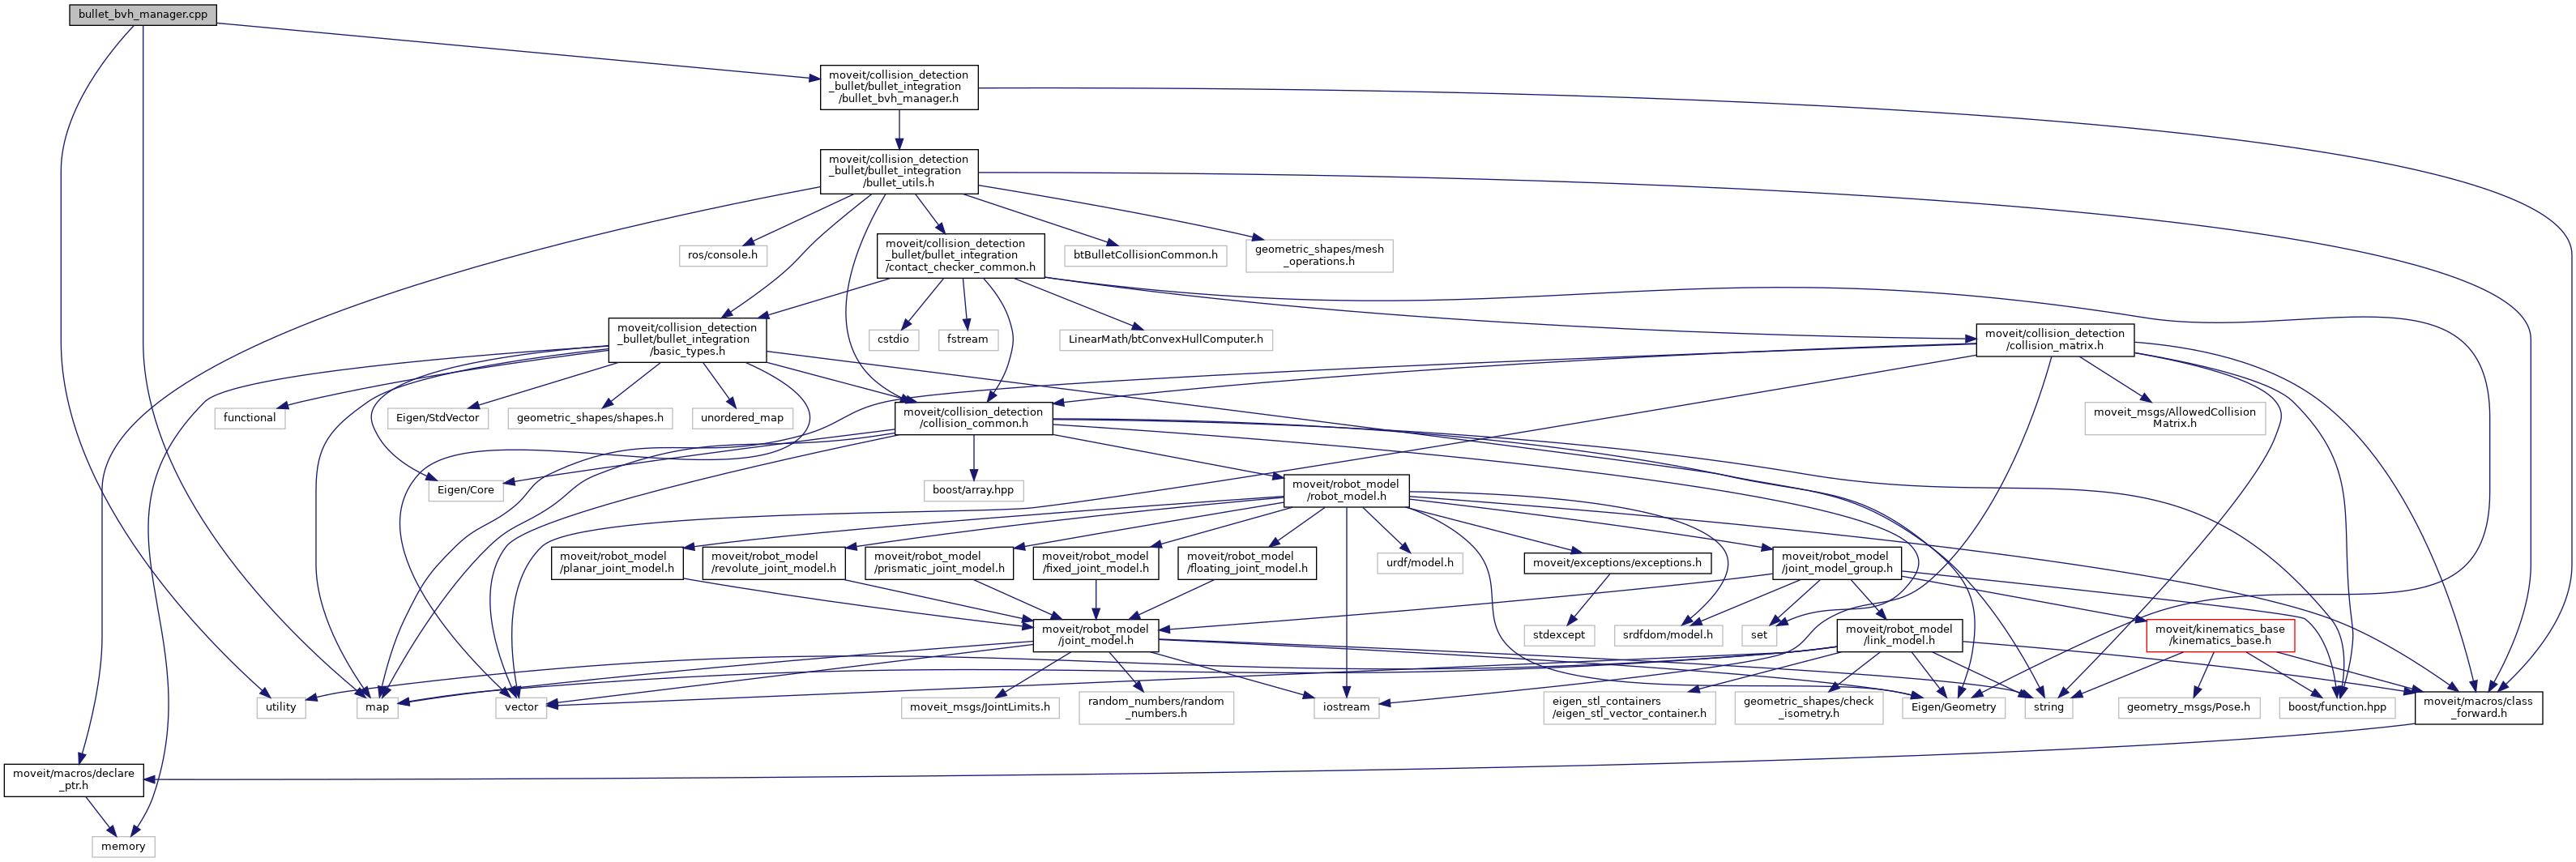 bullet_bvh_manager.cpp
moveit/collision_detection
_bullet/bullet_integration
/bullet_bvh_manager.h
moveit/collision_detection
_bullet/bullet_integration
/bullet_utils.h
ros/console.h
moveit/collision_detection
_bullet/bullet_integration
/contact_checker_common.h
btBulletCollisionCommon.h
geometric_shapes/mesh
_operations.h
moveit/collision_detection
_bullet/bullet_integration
/basic_types.h
cstdio
fstream
LinearMath/btConvexHullComputer.h
moveit/collision_detection
/collision_matrix.h
functional
Eigen/StdVector
geometric_shapes/shapes.h
unordered_map
moveit/collision_detection
/collision_common.h
moveit_msgs/AllowedCollision
Matrix.h
Eigen/Core
boost/array.hpp
moveit/robot_model
/robot_model.h
moveit/robot_model
/planar_joint_model.h
moveit/robot_model
/revolute_joint_model.h
moveit/robot_model
/prismatic_joint_model.h
moveit/robot_model
/fixed_joint_model.h
moveit/robot_model
/floating_joint_model.h
urdf/model.h
moveit/exceptions/exceptions.h
moveit/robot_model
/joint_model_group.h
moveit/robot_model
/joint_model.h
stdexcept
srdfdom/model.h
set
moveit/robot_model
/link_model.h
moveit/kinematics_base
/kinematics_base.h
utility
map
vector
moveit_msgs/JointLimits.h
random_numbers/random
_numbers.h
iostream
eigen_stl_containers
/eigen_stl_vector_container.h
geometric_shapes/check
_isometry.h
Eigen/Geometry
string
geometry_msgs/Pose.h
boost/function.hpp
moveit/macros/class
_forward.h
moveit/macros/declare
_ptr.h
memory